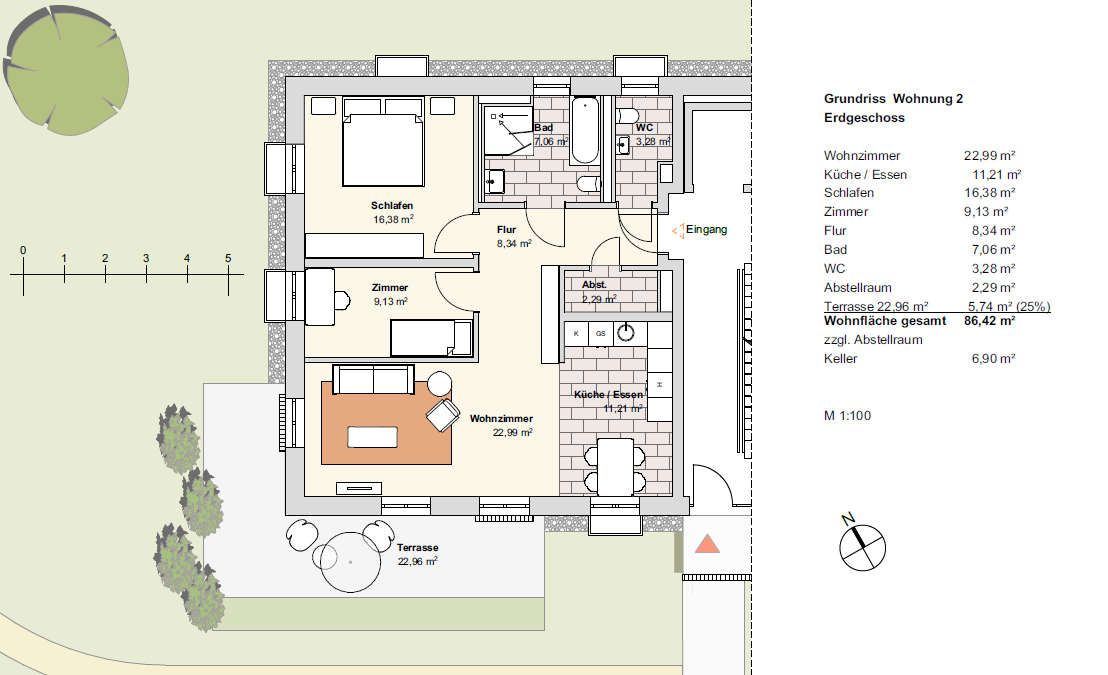 Grundriss Wohnung 2
Erdgeschoss
Wohnzimmer 22,99 m²
Küche / Essen 11,21 m²
Schlafen 16,38 m²
Zimmer 9,13 m²
Flur 8,34 m²
Bad 7,06 m²
WC 3,28 m²
Abstellraum 2,29 m²
Terrasse 22,96 m² 5,74 m² (25%)
Wohnfläche gesamt 86,42 m²
zzgl. Abstellraum
Keller 6,90 m²
M 1:100
N
Bad
7,06 m²
WC
3,28 m²
Schlafen
16,38 m²
Flur
8,34 m²
Eingang
0 1 2 3 4 5
Zimmer
9,13 m²
Abst.
2,29 m²
K GS
H
Küche / Essen
11,21 m²
Wohnzimmer
22,99 m²
Terrasse
22,96 m²